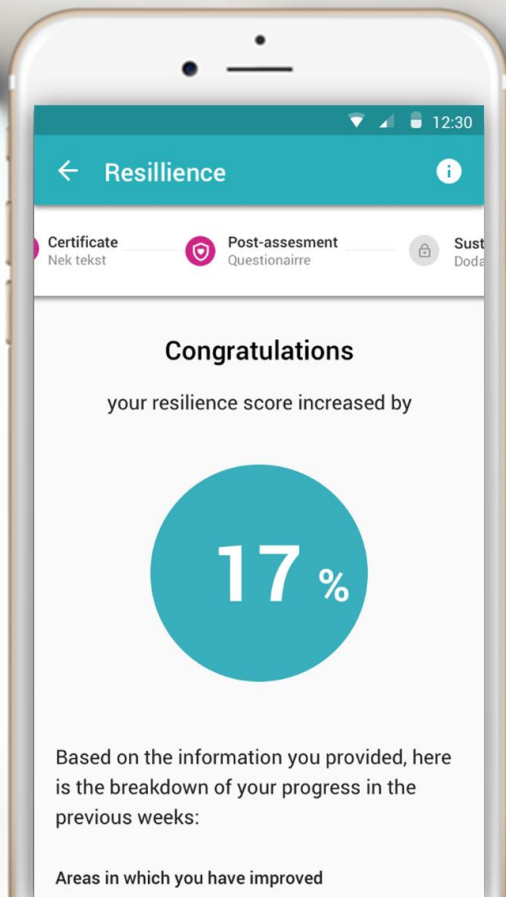 12:30
Resillience
Certificate
Nek tekst
Post-assesment
Questionairre
Sust
Doda
Congratulations
your resilience score increased by
17 %
Based on the information you provided, here
is the breakdown of your progress in the
previous weeks:
Areas in which you have improved